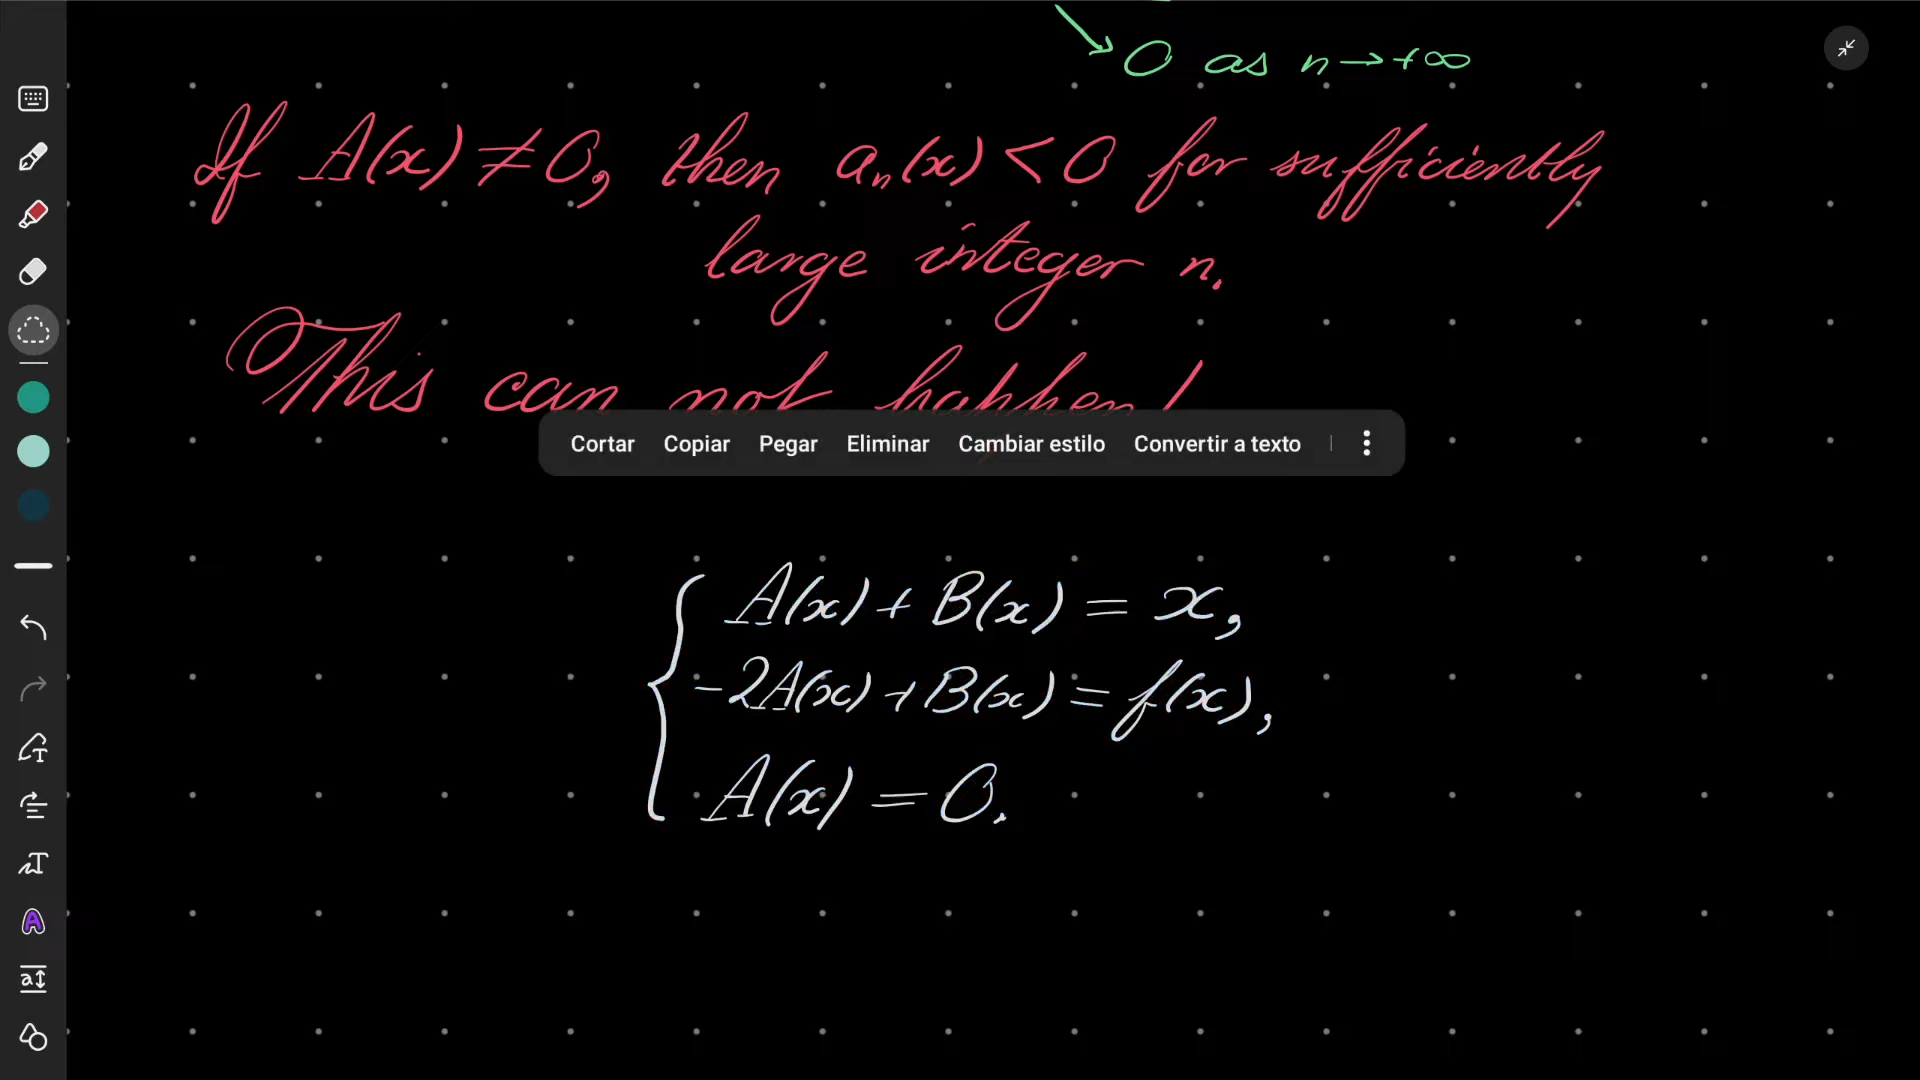 0 as n→+∞
If A(x)≠0, then aₙ(x)<0 for sufficiently
large integer n.
This can not happen!
Cortar Copiar Pegar Eliminar Cambiar estilo Convertir a texto
A(x)+B(x)=x,
-2A(x)+B(x)=f(x),
A(x)=0.